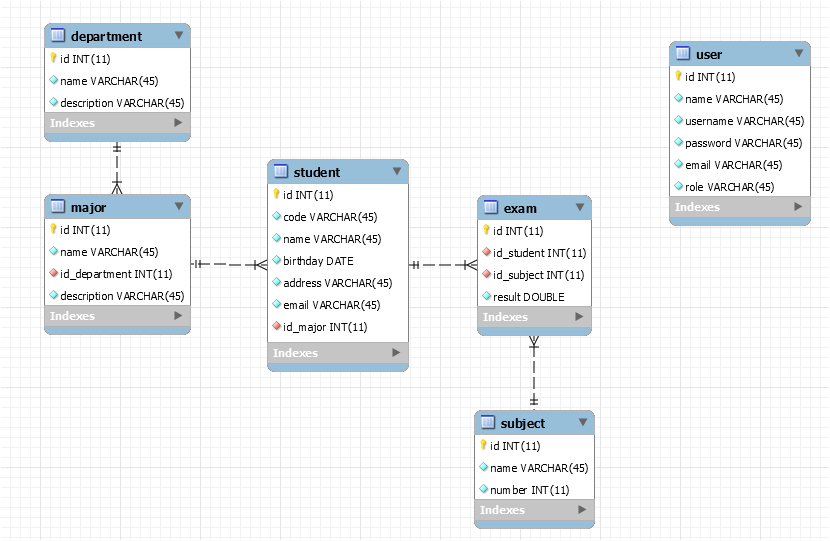 department
id INT(11)
name VARCHAR(45)
description VARCHAR(45)
Indexes
major
id INT(11)
name VARCHAR(45)
id_department INT(11)
description VARCHAR(45)
Indexes
student
id INT(11)
code VARCHAR(45)
name VARCHAR(45)
birthday DATE
address VARCHAR(45)
email VARCHAR(45)
id_major INT(11)
Indexes
exam
id INT(11)
id_student INT(11)
id_subject INT(11)
result DOUBLE
Indexes
subject
id INT(11)
name VARCHAR(45)
number INT(11)
Indexes
user
id INT(11)
name VARCHAR(45)
username VARCHAR(45)
password VARCHAR(45)
email VARCHAR(45)
role VARCHAR(45)
Indexes